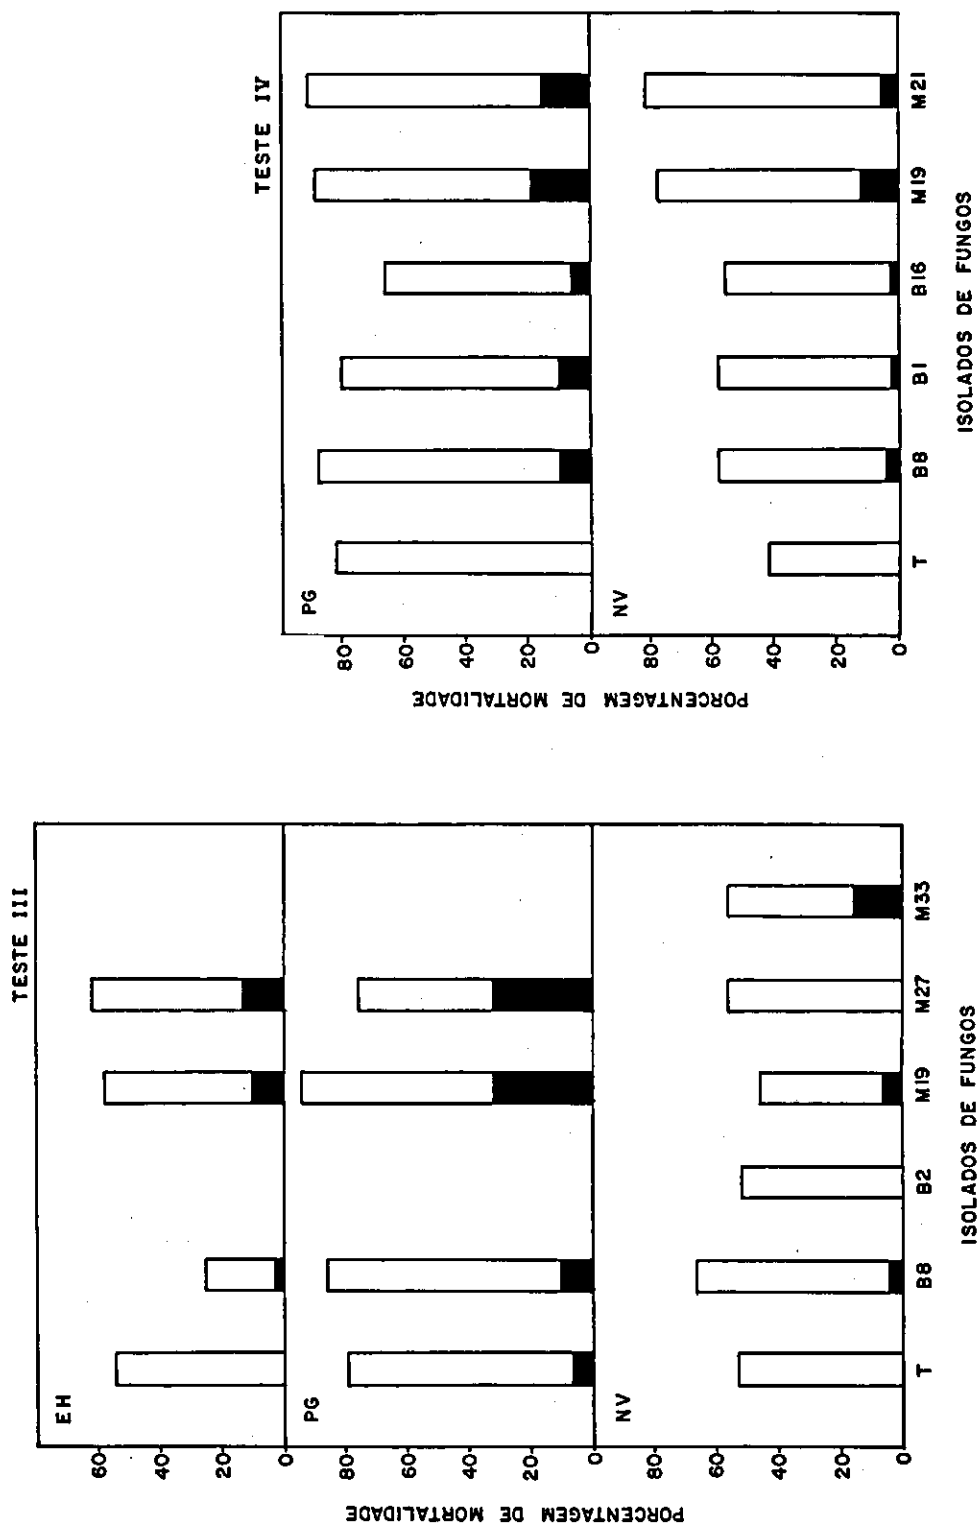 TESTE III
PORCENTAGEM DE MORTALIDADE
EH
60
40
20
0
PG
80
60
40
20
0
NV
80
60
40
20
0
T B8 B2 M19 M27 M33
ISOLADOS DE FUNGOS
TESTE IV
PORCENTAGEM DE MORTALIDADE
PG
80
60
40
20
0
NV
80
60
40
20
0
T B8 B1 B16 M19 M21
ISOLADOS DE FUNGOS